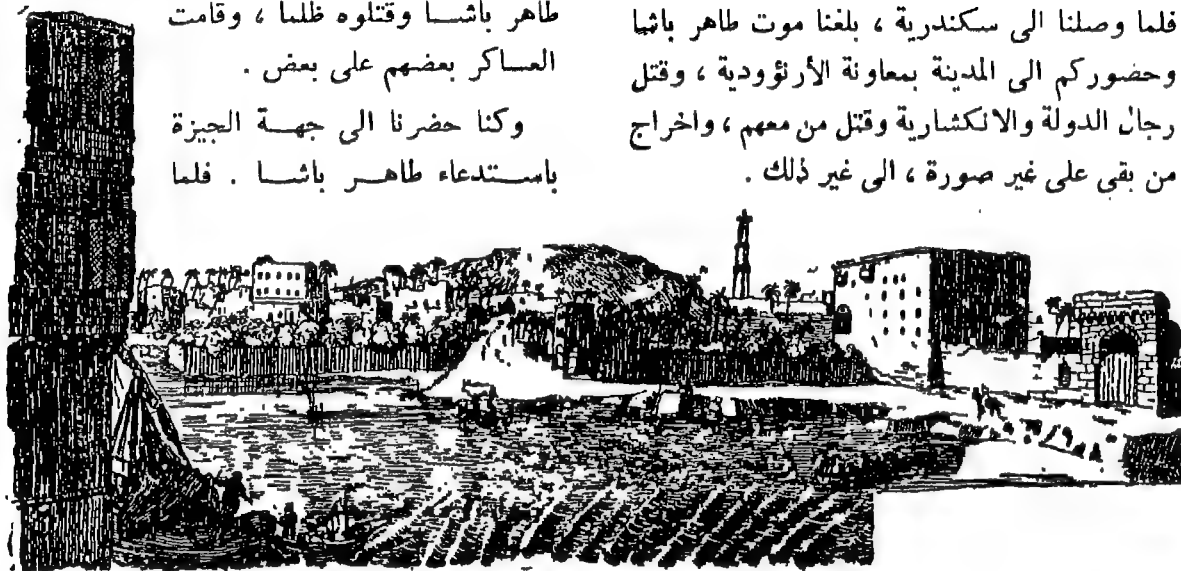 فلما وصلنا الى سكندرية ، بلغنا موت طاهر باشا
وحضوركم الى المدينة بمعاونة الأرنؤودية ، وقتل
رجال الدولة والانكشارية وقتل من معهم ، واخراج
من بقى على غير صورة ، الى غير ذلك .
طاهر باشا وقتلوه ظلما ، وقامت
العساكر بعضهم على بعض .
وكنا حضرنا الى جهة الجيزة
باستدعاء طاهر باشا . فلما